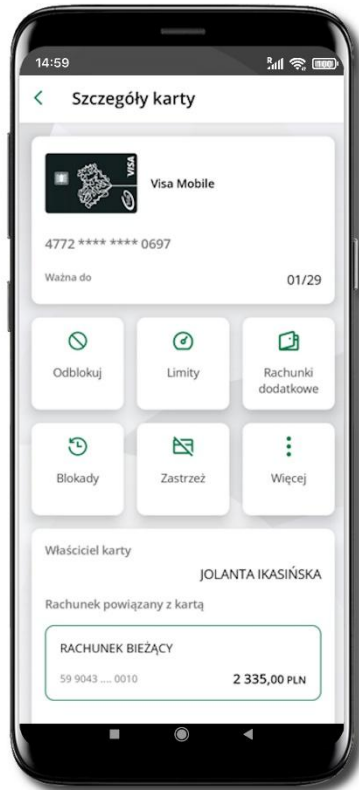 14:59
Szczegóły karty
VISA
Visa Mobile
4772 **** **** 0697
Ważna do
01/29
Odblokuj
Limity
Rachunki
dodatkowe
Blokady
Zastrzeż
Więcej
Właściciel karty
JOLANTA IKASIŃSKA
Rachunek powiązany z kartą
RACHUNEK BIEŻĄCY
59 9043 .... 0010
2 335,00 PLN